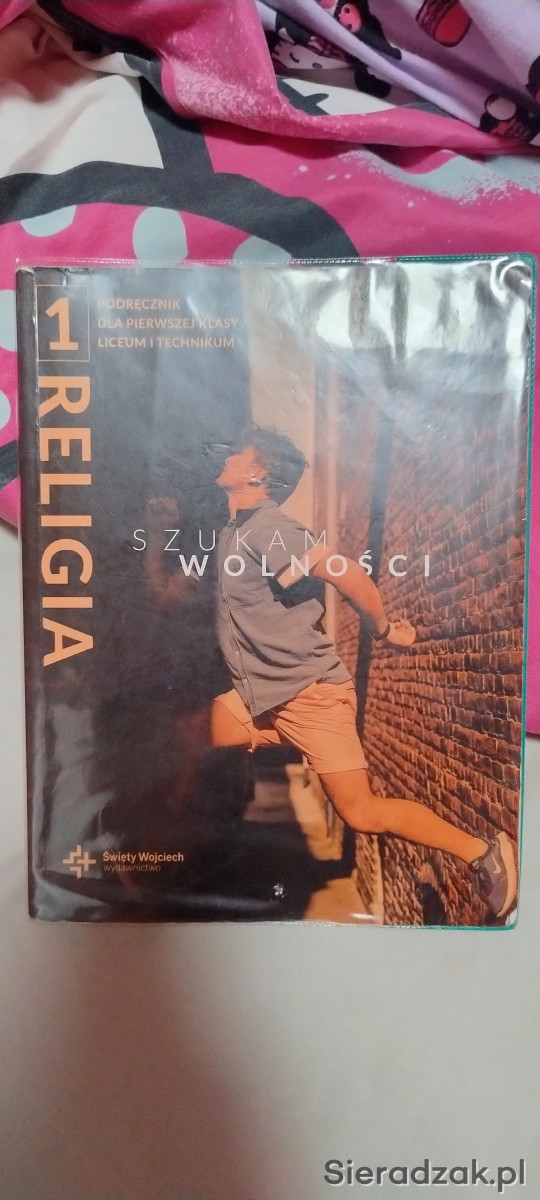 1
PODRĘCZNIK
DLA PIERWSZEJ KLASY
LICEUM I TECHNIKUM
RELIGIA
SZUKAM
WOLNOŚCI
Święty Wojciech
wydawnictwo
Sieradzak.pl